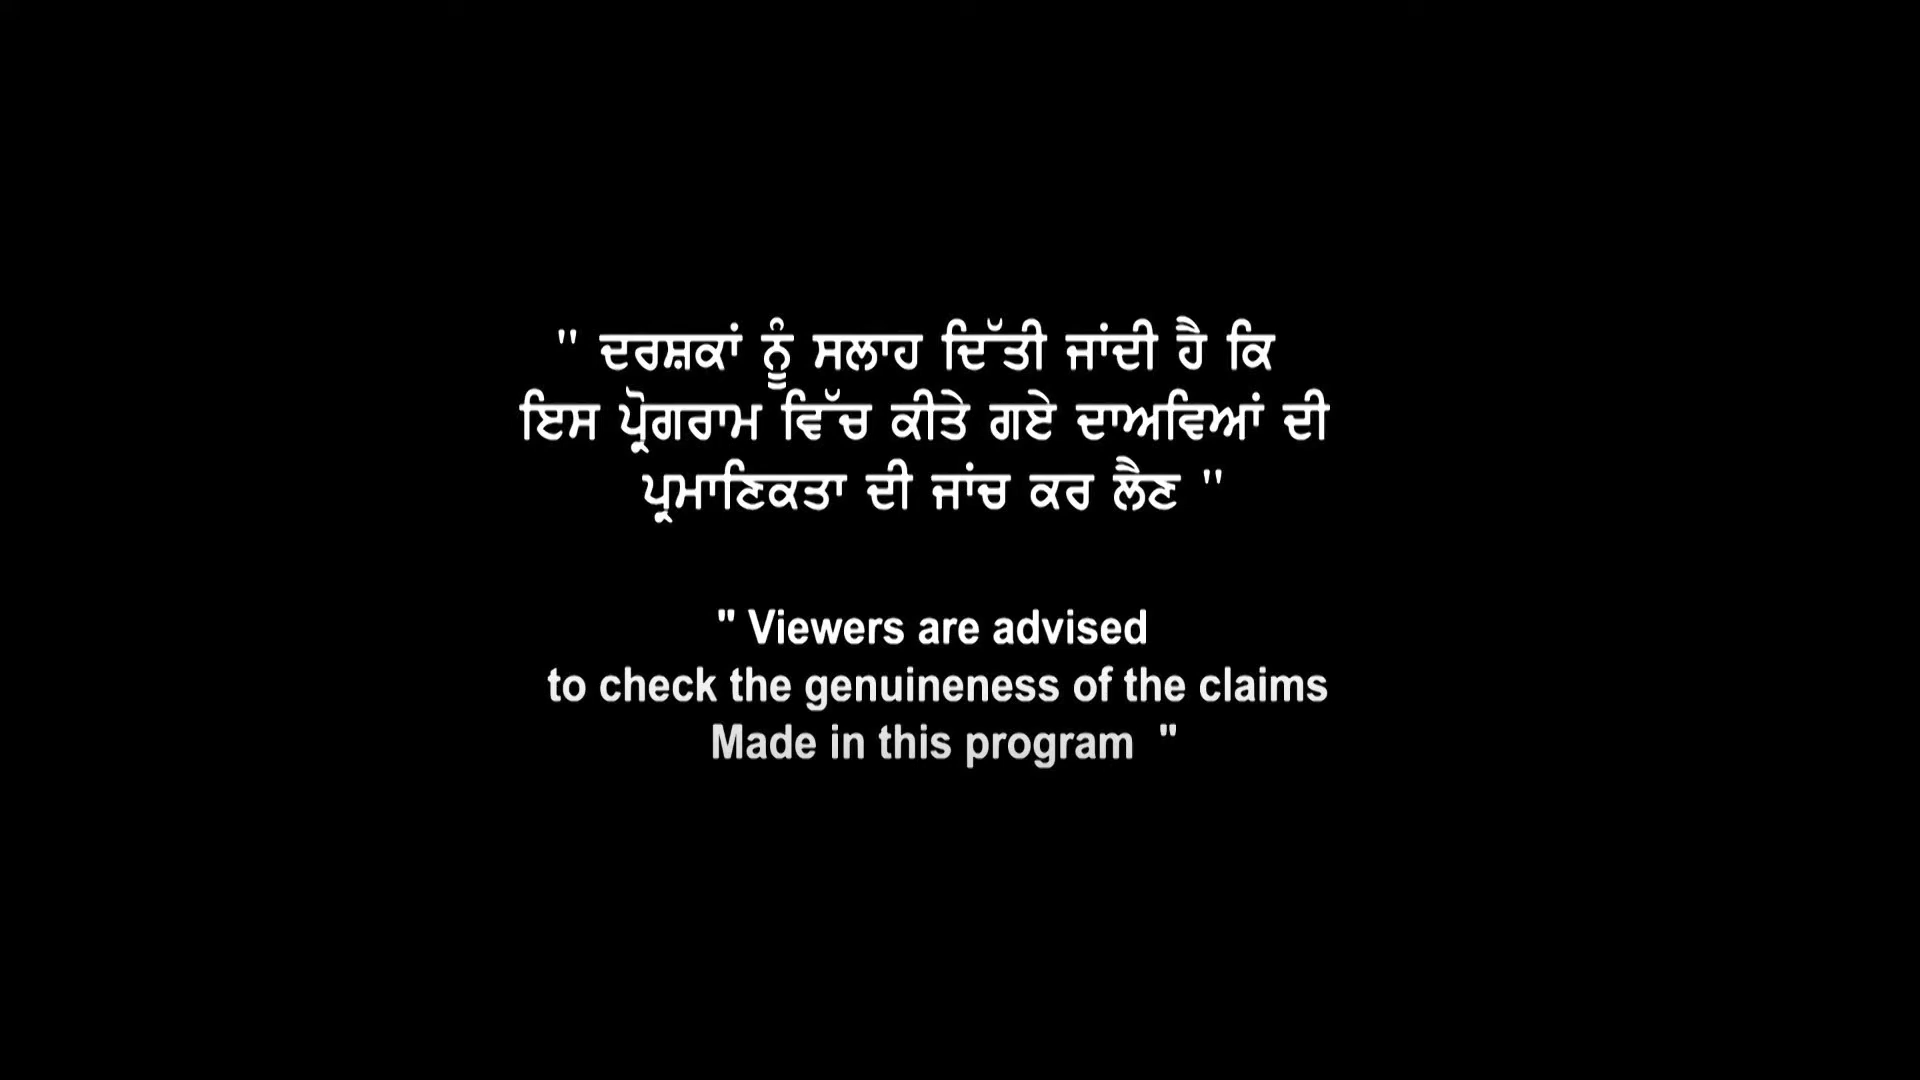 " ਦਰਸ਼ਕਾਂ ਨੂੰ ਸਲਾਹ ਦਿੱਤੀ ਜਾਂਦੀ ਹੈ ਕਿ
ਇਸ ਪ੍ਰੋਗਰਾਮ ਵਿੱਚ ਕੀਤੇ ਗਏ ਦਾਅਵਿਆਂ ਦੀ
ਪ੍ਰਮਾਣਿਕਤਾ ਦੀ ਜਾਂਚ ਕਰ ਲੈਣ "
" Viewers are advised
to check the genuineness of the claims
Made in this program  "